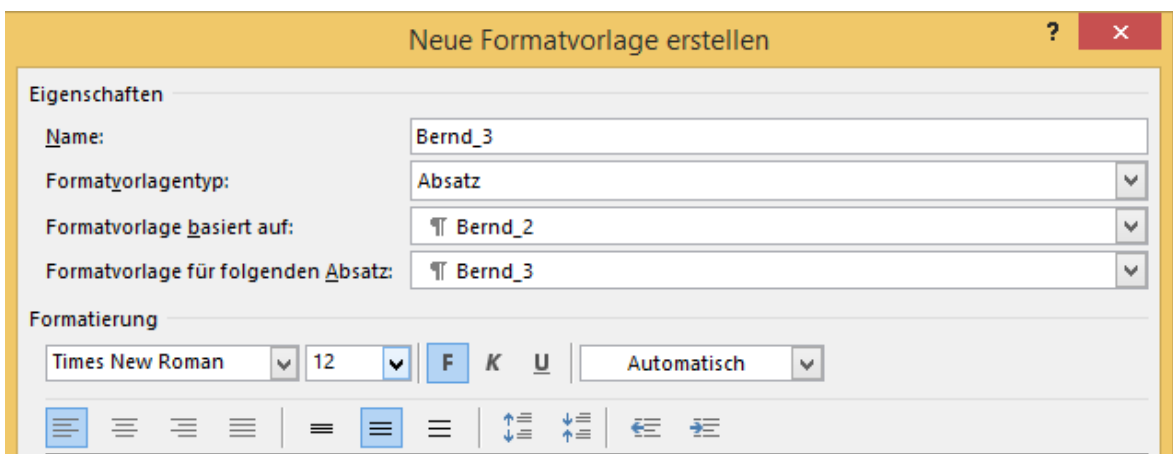 Neue Formatvorlage erstellen ? ×
Eigenschaften
Name: Bernd_3
Formatvorlagentyp: Absatz
Formatvorlage basiert auf: ¶ Bernd_2
Formatvorlage für folgenden Absatz: ¶ Bernd_3
Formatierung
Times New Roman 12 F K U Automatisch